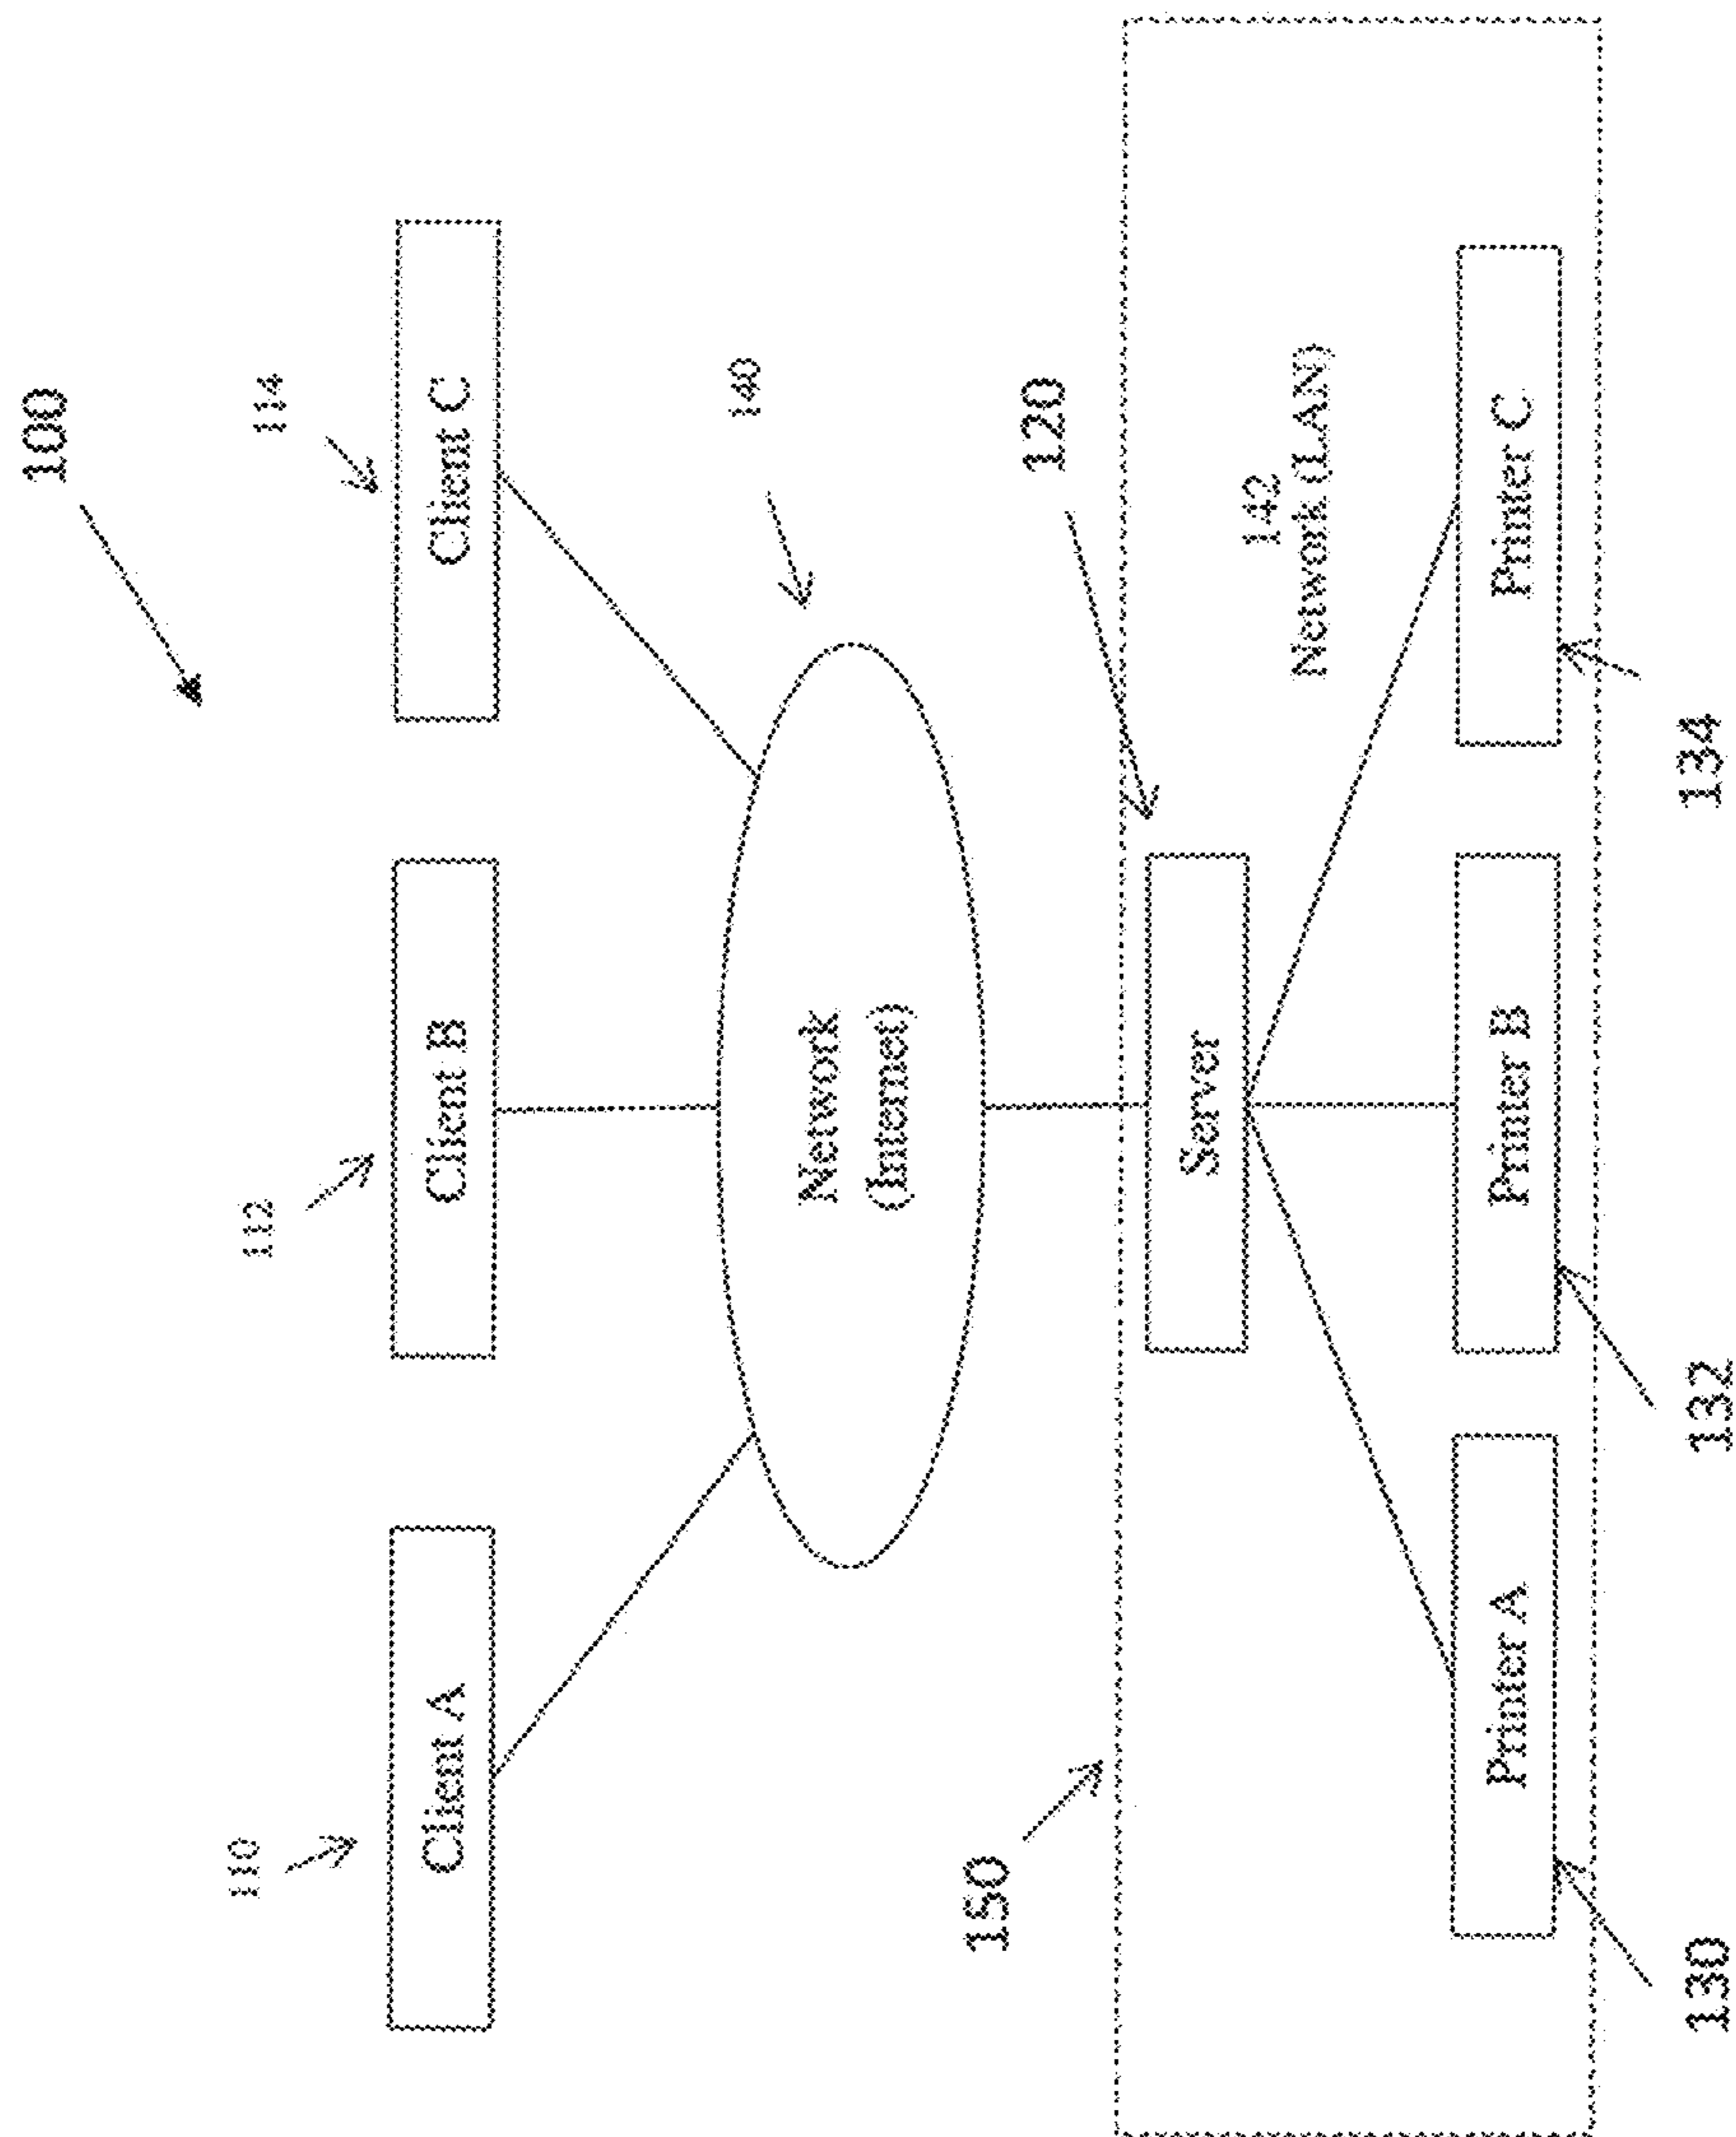 100
110
112
114
Client A
Client B
Client C
140
Network
(Internet)
150
120
Server
142
Network (LAN)
Printer A
Printer B
Printer C
130
132
134